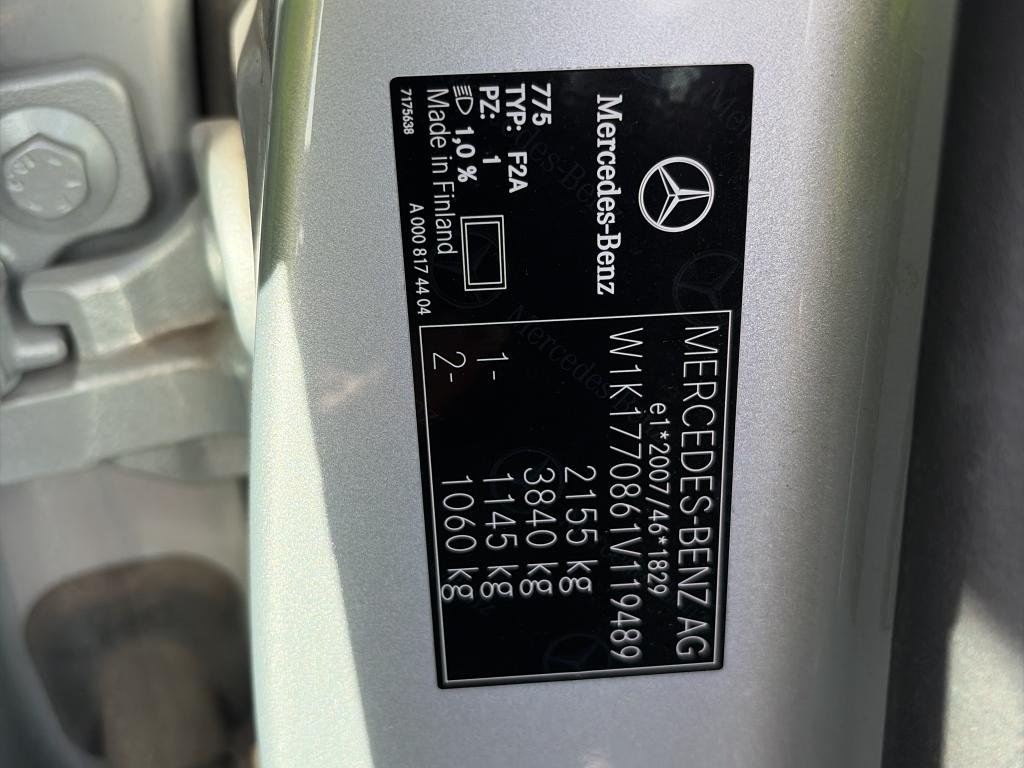 Mercedes-Benz
775
TYP: F2A
PZ: 1
1,0 %
Made in Finland
7175638
A 000 817 44 04
MERCEDES-BENZ AG
e1*2007/46*1829
W1K1770861V119489
2155 kg
3840 kg
1- 1145 kg
2- 1060 kg